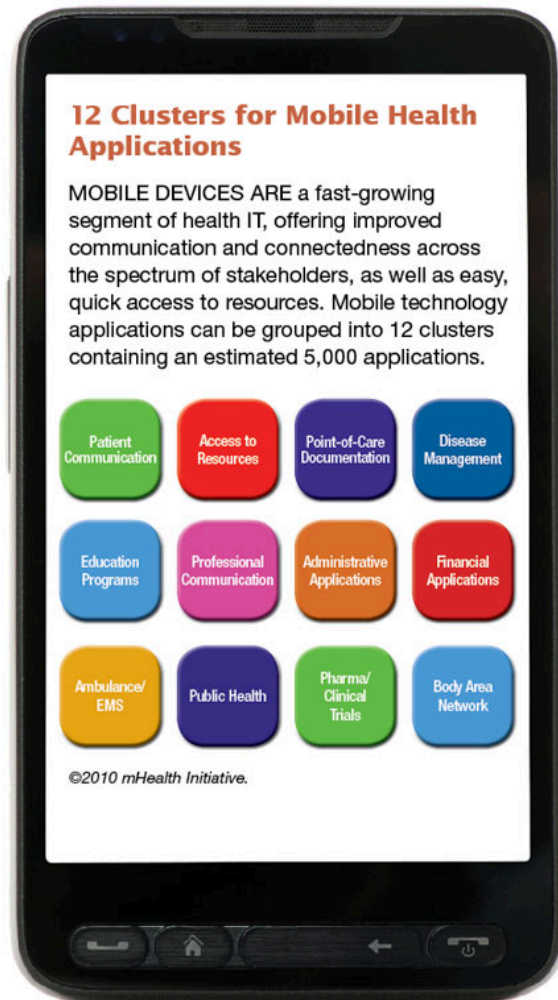 12 Clusters for Mobile Health
Applications
MOBILE DEVICES ARE a fast-growing
segment of health IT, offering improved
communication and connectedness across
the spectrum of stakeholders, as well as easy,
quick access to resources. Mobile technology
applications can be grouped into 12 clusters
containing an estimated 5,000 applications.
Patient
Communication
Access to
Resources
Point-of-Care
Documentation
Disease
Management
Education
Programs
Professional
Communication
Administrative
Applications
Financial
Applications
Ambulance/
EMS
Public Health
Pharma/
Clinical
Trials
Body Area
Network
©2010 mHealth Initiative.